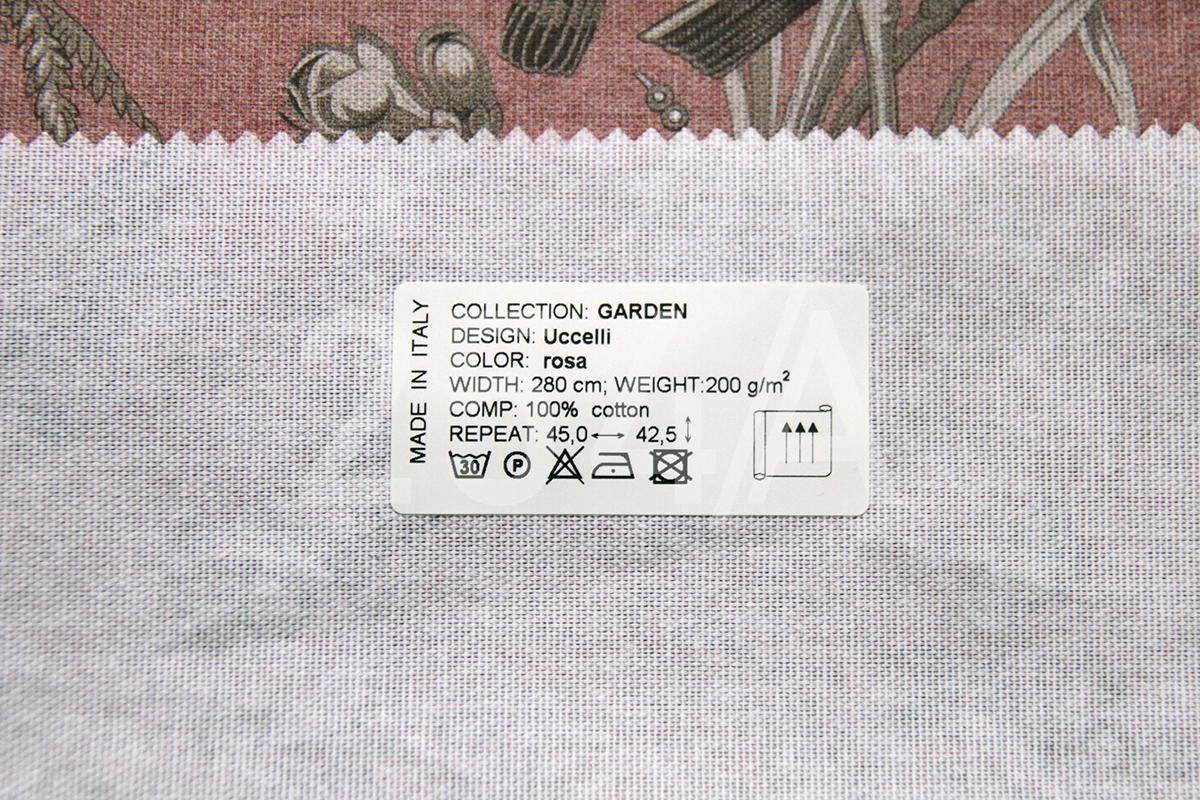 MADE IN ITALY
COLLECTION: GARDEN
DESIGN: Uccelli
COLOR: rosa
WIDTH: 280 cm; WEIGHT:200 g/m²
COMP: 100% cotton
REPEAT: 45,0↔ 42,5↕
30 P